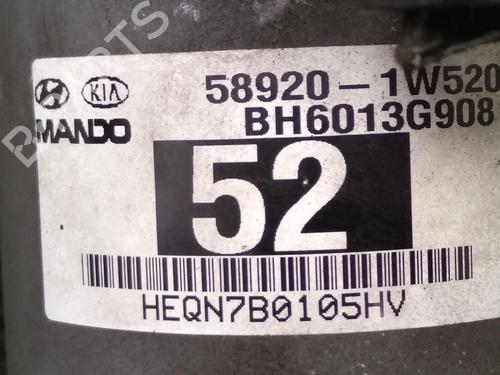 KIA
58920-1W520
MANDO
BH6013G908
52
HEQN7B0105HV